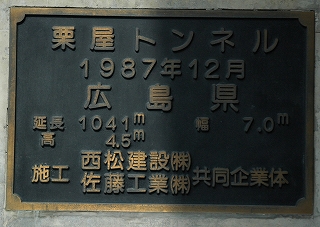 栗屋トンネル
1987年12月
広島県
延長 1041m 幅 7.0m
高 4.5m
施工 西松建設㈱ 佐藤工業㈱ 共同企業体